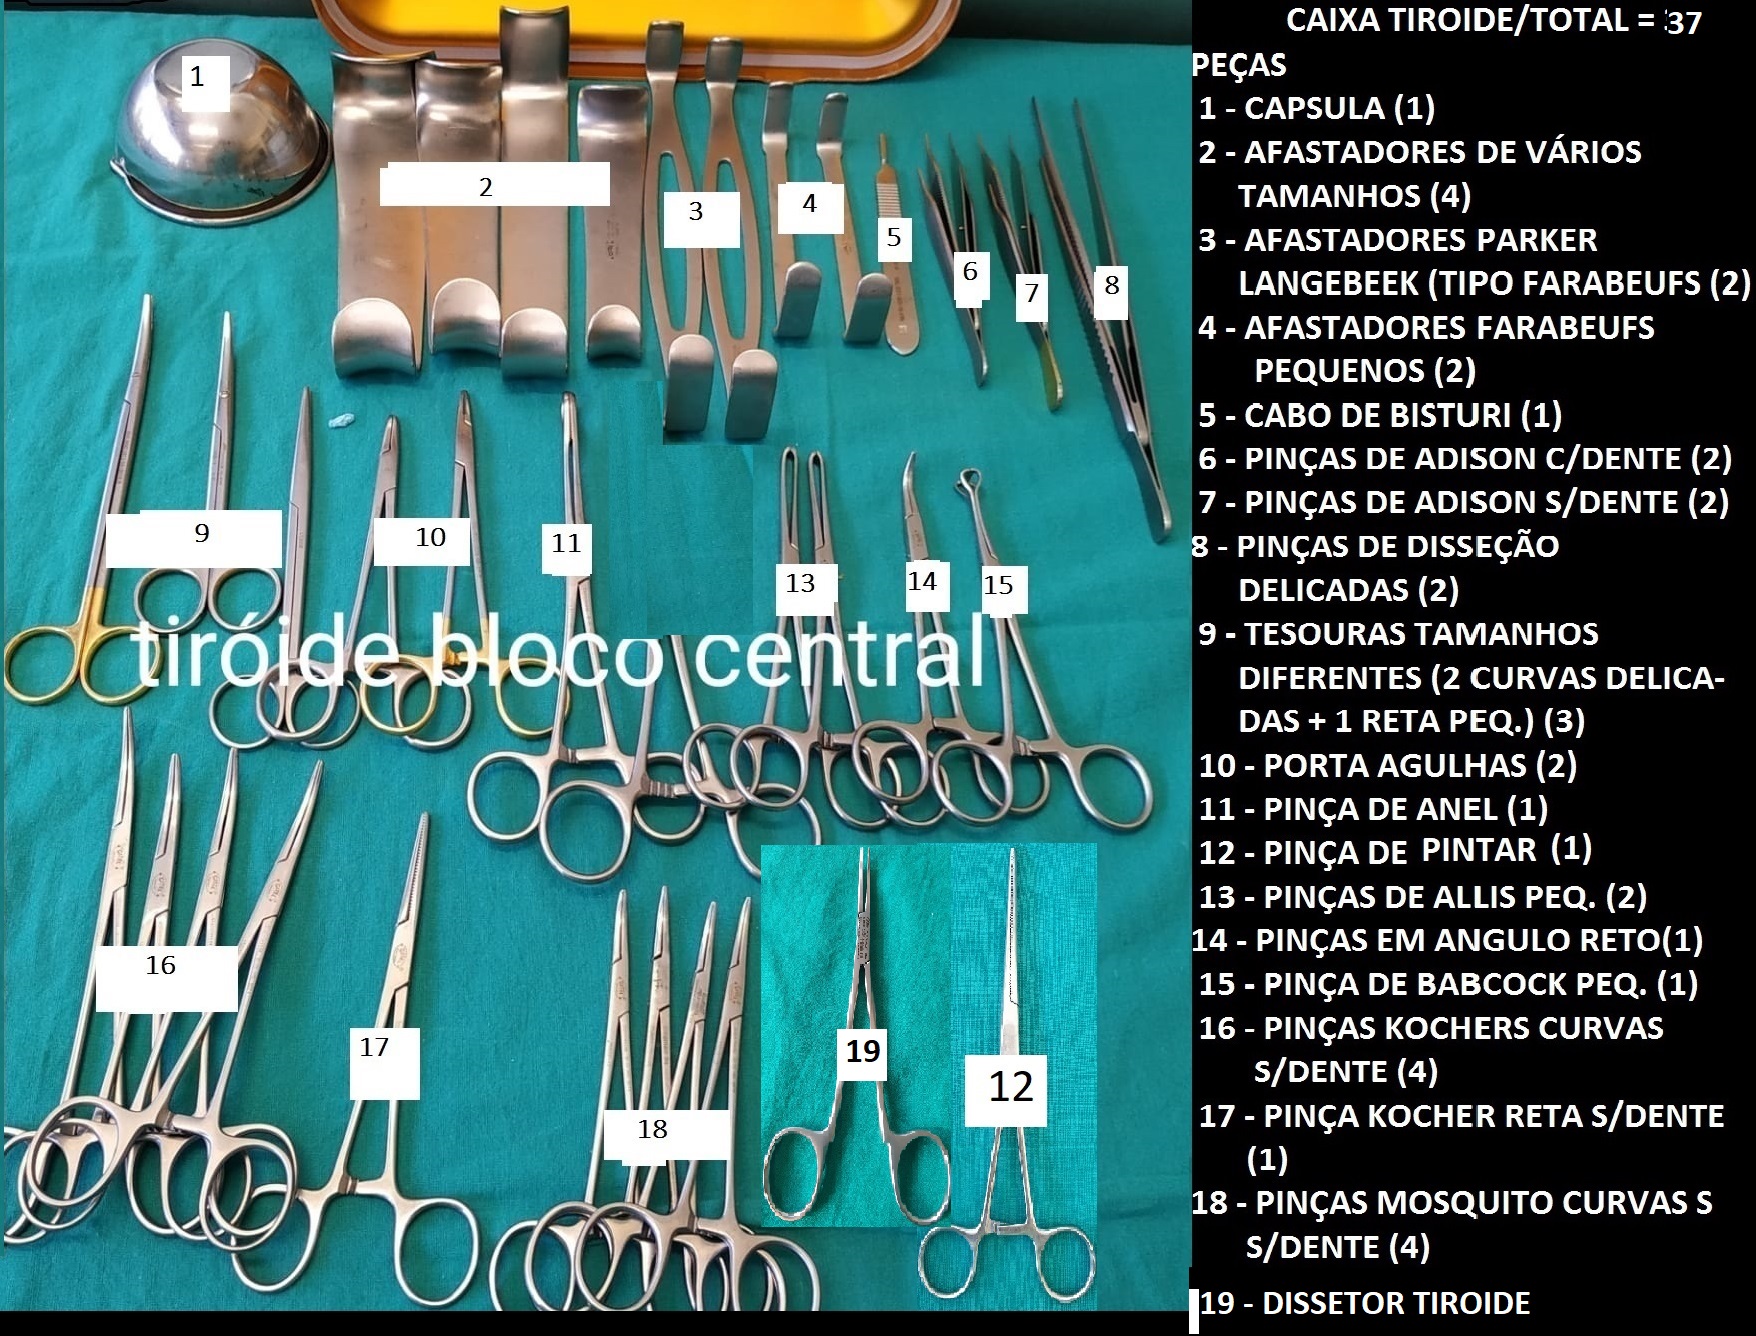 CAIXA TIROIDE/TOTAL = 37
PEÇAS
1 - CAPSULA (1)
2 - AFASTADORES DE VÁRIOS
TAMANHOS (4)
3 - AFASTADORES PARKER
LANGEBEEK (TIPO FARABEUFS (2)
4 - AFASTADORES FARABEUFS
PEQUENOS (2)
5 - CABO DE BISTURI (1)
6 - PINÇAS DE ADISON C/DENTE (2)
7 - PINÇAS DE ADISON S/DENTE (2)
8 - PINÇAS DE DISSEÇÃO
DELICADAS (2)
9 - TESOURAS TAMANHOS
DIFERENTES (2 CURVAS DELICA-
DAS + 1 RETA PEQ.) (3)
10 - PORTA AGULHAS (2)
11 - PINÇA DE ANEL (1)
12 - PINÇA DE PINTAR (1)
13 - PINÇAS DE ALLIS PEQ. (2)
14 - PINÇAS EM ANGULO RETO(1)
15 - PINÇA DE BABCOCK PEQ. (1)
16 - PINÇAS KOCHERS CURVAS
S/DENTE (4)
17 - PINÇA KOCHER RETA S/DENTE
(1)
18 - PINÇAS MOSQUITO CURVAS S
S/DENTE (4)
19 - DISSETOR TIROIDE
1
2
3
4
5
6
7
8
9
10
11
13
14
15
tiróide bloco central
16
17
18
19
12